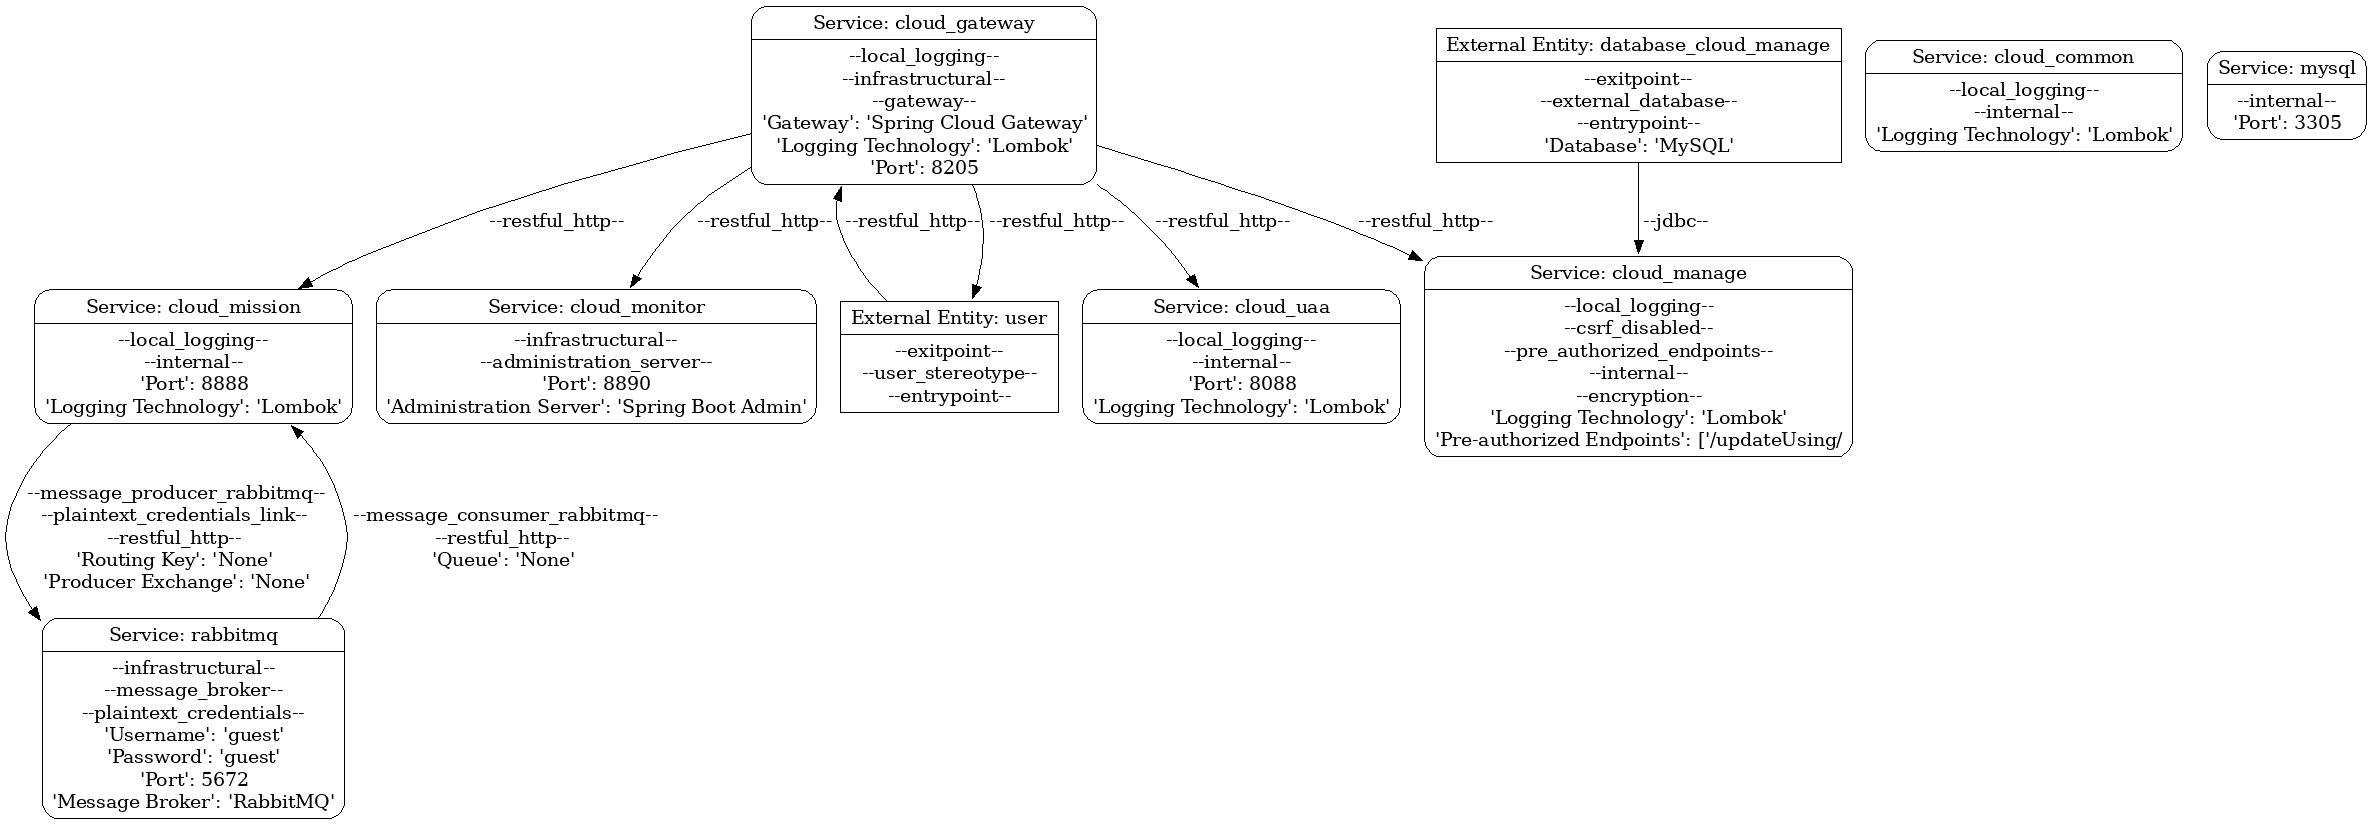 Service: cloud_gateway
--local_logging--
--infrastructural--
--gateway--
'Gateway': 'Spring Cloud Gateway'
'Logging Technology': 'Lombok'
'Port': 8205
External Entity: database_cloud_manage
--exitpoint--
--external_database--
--entrypoint--
'Database': 'MySQL'
Service: cloud_common
--local_logging--
--internal--
'Logging Technology': 'Lombok'
Service: mysql
--internal--
'Port': 3305
--restful_http--
--restful_http--
--restful_http--
--restful_http--
--restful_http--
--restful_http--
--jdbc--
Service: cloud_mission
--local_logging--
--internal--
'Port': 8888
'Logging Technology': 'Lombok'
Service: cloud_monitor
--infrastructural--
--administration_server--
'Port': 8890
'Administration Server': 'Spring Boot Admin'
External Entity: user
--exitpoint--
--user_stereotype--
--entrypoint--
Service: cloud_uaa
--local_logging--
--internal--
'Port': 8088
'Logging Technology': 'Lombok'
Service: cloud_manage
--local_logging--
--csrf_disabled--
--pre_authorized_endpoints--
--internal--
--encryption--
'Logging Technology': 'Lombok'
'Pre-authorized Endpoints': ['/updateUsing/
--message_producer_rabbitmq--
--plaintext_credentials_link--
--restful_http--
'Routing Key': 'None'
'Producer Exchange': 'None'
--message_consumer_rabbitmq--
--restful_http--
'Queue': 'None'
Service: rabbitmq
--infrastructural--
--message_broker--
--plaintext_credentials--
'Username': 'guest'
'Password': 'guest'
'Port': 5672
'Message Broker': 'RabbitMQ'